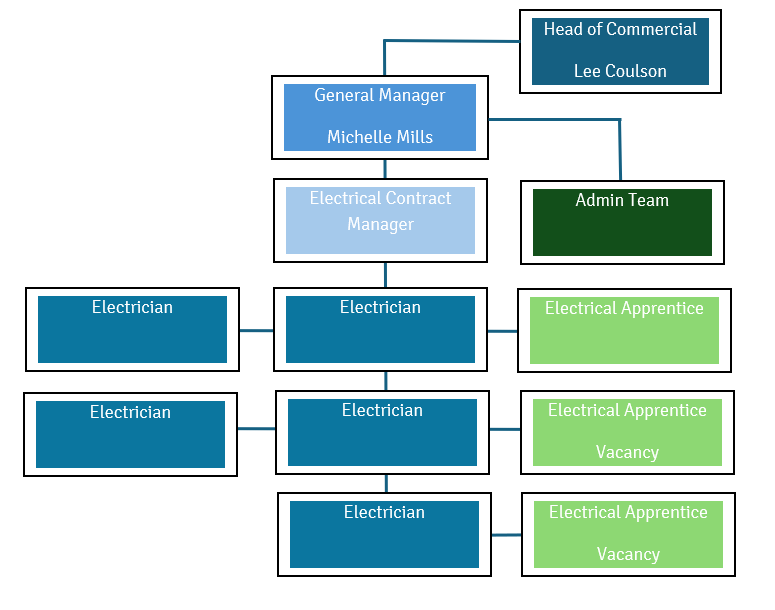 Head of Commercial
Lee Coulson
General Manager
Michelle Mills
Electrical Contract
Manager
Admin Team
Electrician
Electrician
Electrical Apprentice
Electrician
Electrician
Electrical Apprentice
Vacancy
Electrician
Electrical Apprentice
Vacancy